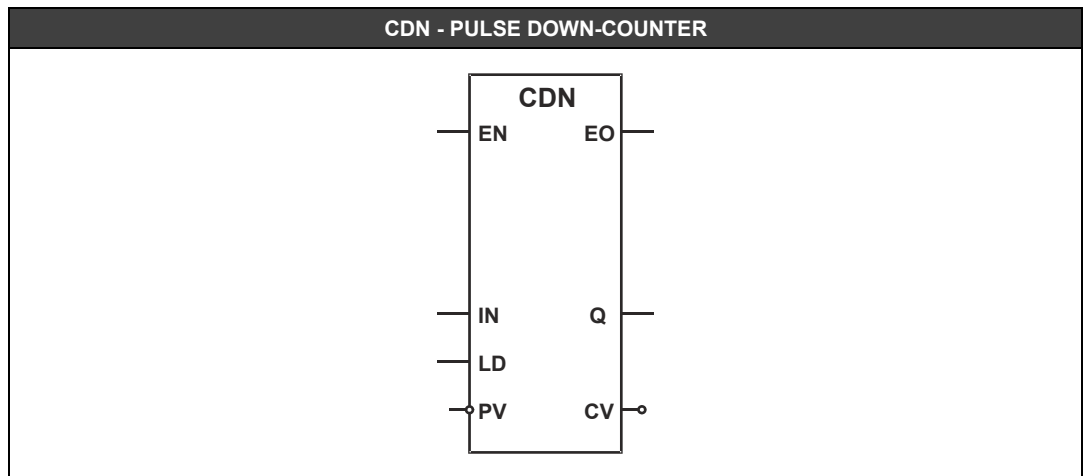 CDN - PULSE DOWN-COUNTER
CDN
EN EO
IN Q
LD
PV CV